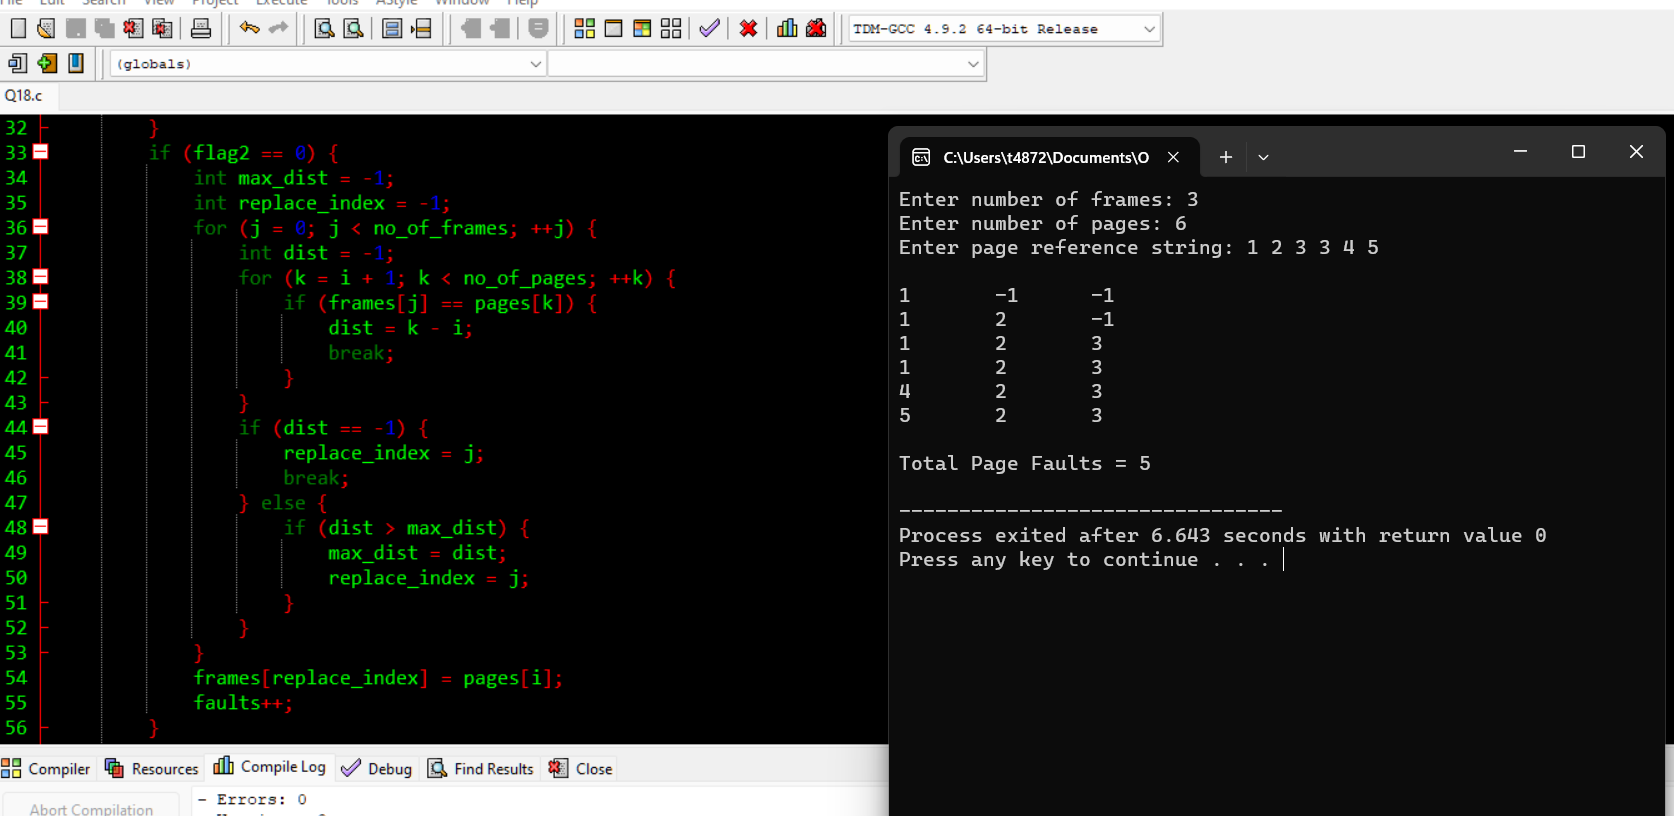 File Edit Search View Project Execute Tools AStyle Window Help
TDM-GCC 4.9.2 64-bit Release
(globals)
Q18.c
32 }
33 if (flag2 == 0) {
34 int max_dist = -1;
35 int replace_index = -1;
36 for (j = 0; j < no_of_frames; ++j) {
37 int dist = -1;
38 for (k = i + 1; k < no_of_pages; ++k) {
39 if (frames[j] == pages[k]) {
40 dist = k - i;
41 break;
42 }
43 }
44 if (dist == -1) {
45 replace_index = j;
46 break;
47 } else {
48 if (dist > max_dist) {
49 max_dist = dist;
50 replace_index = j;
51 }
52 }
53 }
54 frames[replace_index] = pages[i];
55 faults++;
56 }
C:\Users\t4872\Documents\O
Enter number of frames: 3
Enter number of pages: 6
Enter page reference string: 1 2 3 3 4 5
1 -1 -1
1 2 -1
1 2 3
1 2 3
4 2 3
5 2 3
Total Page Faults = 5
--------------------------------
Process exited after 6.643 seconds with return value 0
Press any key to continue . . .
Compiler Resources Compile Log Debug Find Results Close
Abort Compilation
- Errors: 0